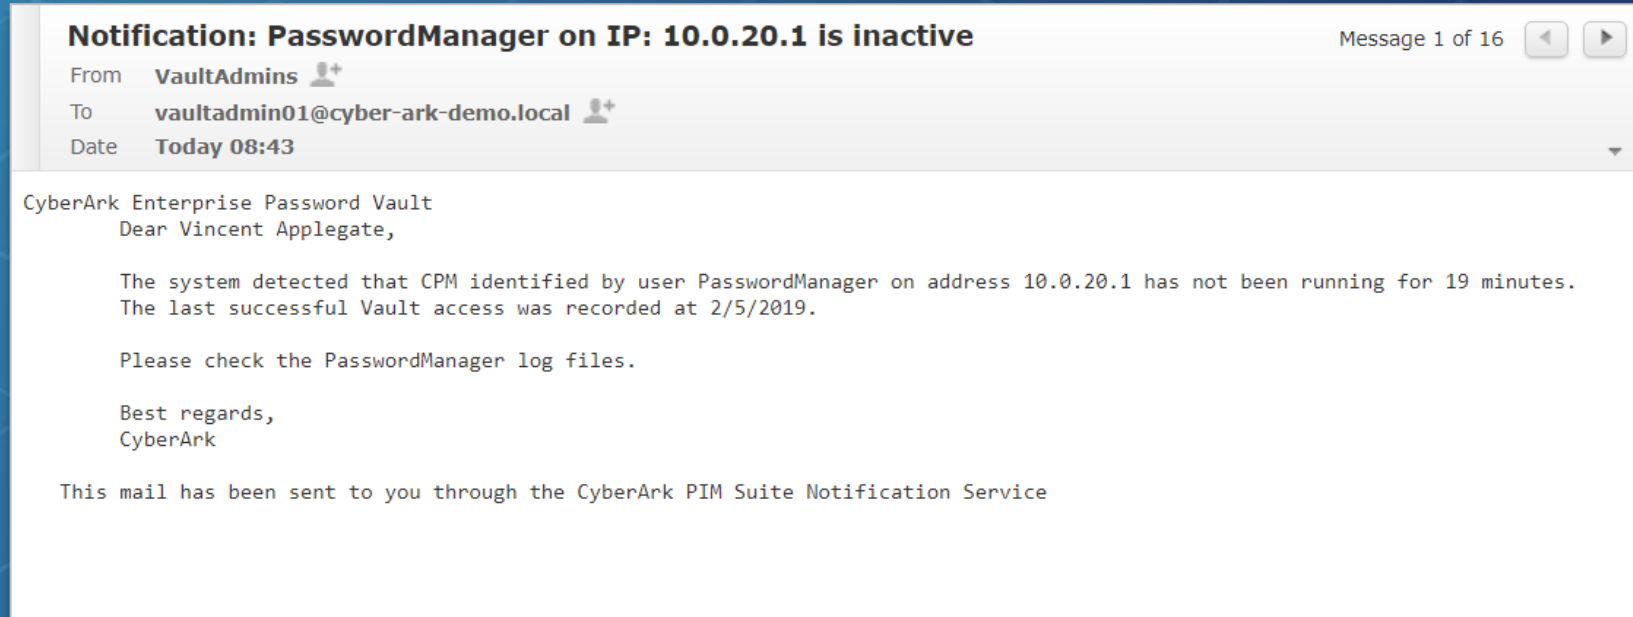 Notification: PasswordManager on IP: 10.0.20.1 is inactive
Message 1 of 16
From VaultAdmins
To vaultadmin01@cyber-ark-demo.local
Date Today 08:43
CyberArk Enterprise Password Vault
Dear Vincent Applegate,
The system detected that CPM identified by user PasswordManager on address 10.0.20.1 has not been running for 19 minutes.
The last successful Vault access was recorded at 2/5/2019.
Please check the PasswordManager log files.
Best regards,
CyberArk
This mail has been sent to you through the CyberArk PIM Suite Notification Service